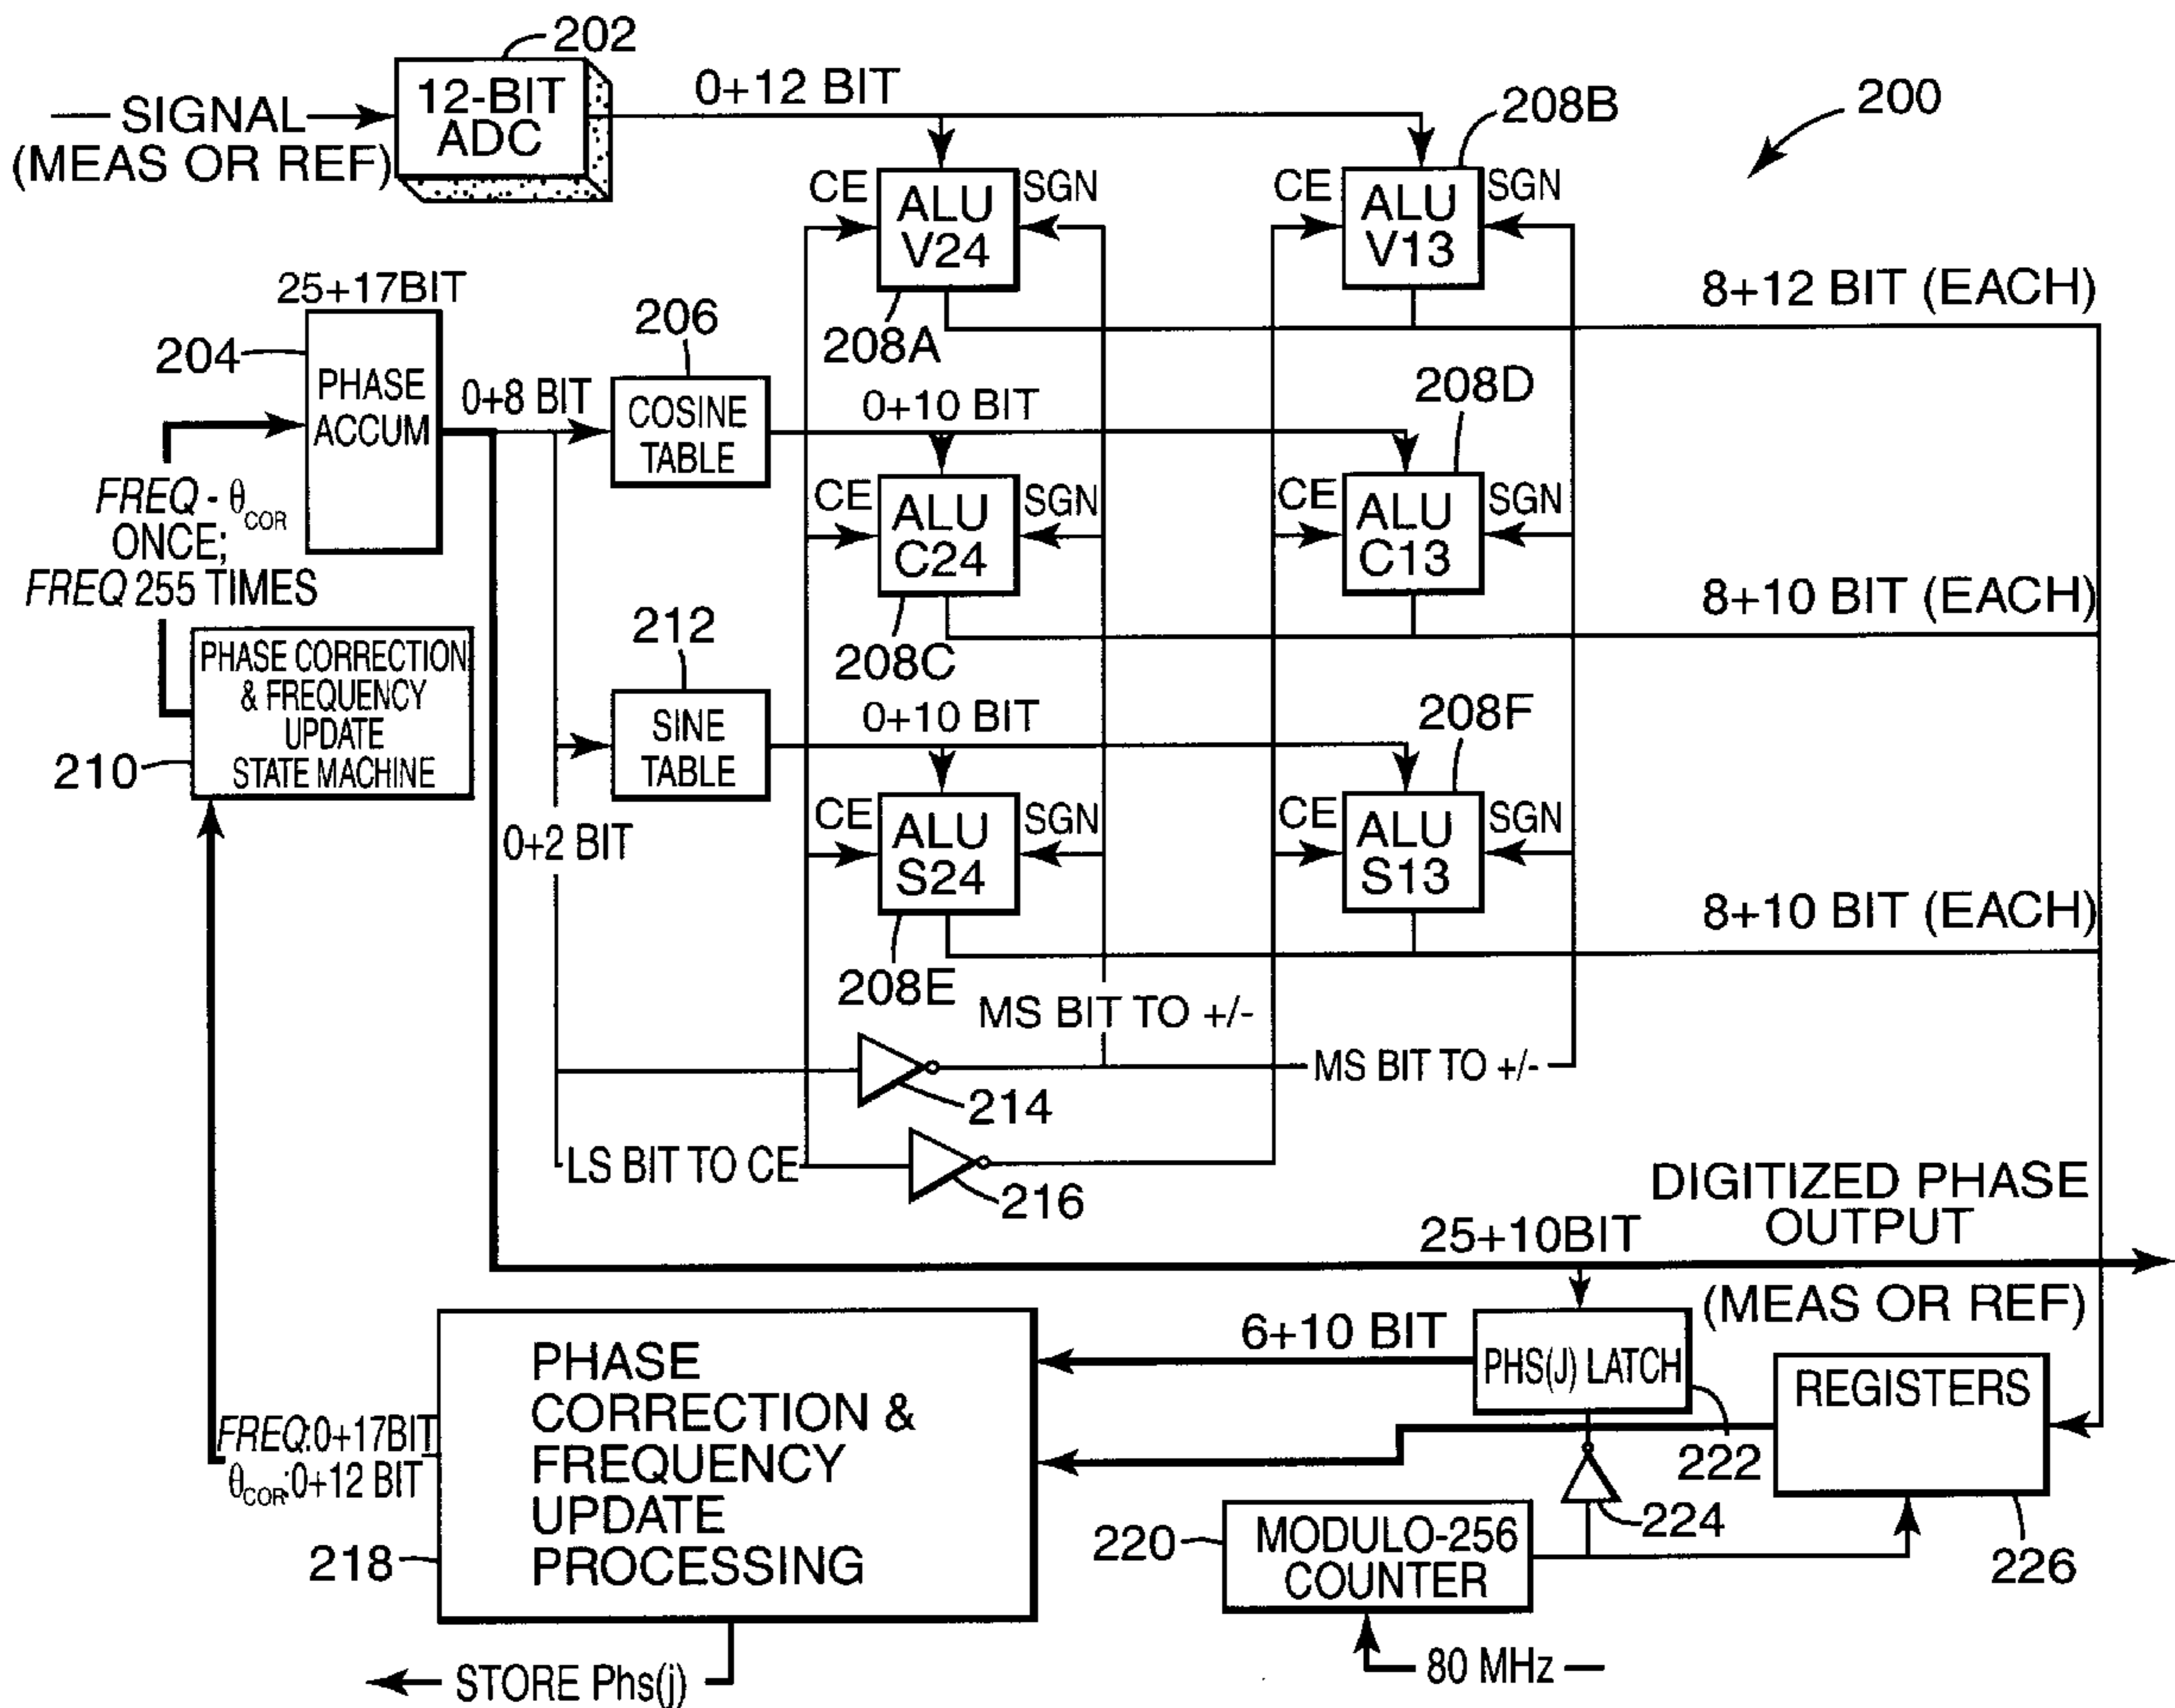 202
12-BIT
ADC
SIGNAL
(MEAS OR REF)
0+12 BIT
208B
200
CE
ALU
V24
SGN
208A
CE
ALU
V13
SGN
8+12 BIT (EACH)
25+17BIT
204
PHASE
ACCUM
0+8 BIT
206
COSINE
TABLE
0+10 BIT
208D
CE
ALU
C24
SGN
208C
CE
ALU
C13
SGN
8+10 BIT (EACH)
FREQ - θCOR
ONCE;
FREQ 255 TIMES
PHASE CORRECTION
& FREQUENCY
UPDATE
STATE MACHINE
210
212
SINE
TABLE
0+10 BIT
208F
0+2 BIT
CE
ALU
S24
SGN
208E
CE
ALU
S13
SGN
8+10 BIT (EACH)
MS BIT TO +/-
MS BIT TO +/-
214
LS BIT TO CE
216
DIGITIZED PHASE
OUTPUT
25+10BIT
(MEAS OR REF)
6+10 BIT
PHS(J) LATCH
222
REGISTERS
226
224
PHASE
CORRECTION &
FREQUENCY
UPDATE
PROCESSING
218
FREQ:0+17BIT
θCOR:0+12 BIT
220
MODULO-256
COUNTER
80 MHz
STORE Phs(j)